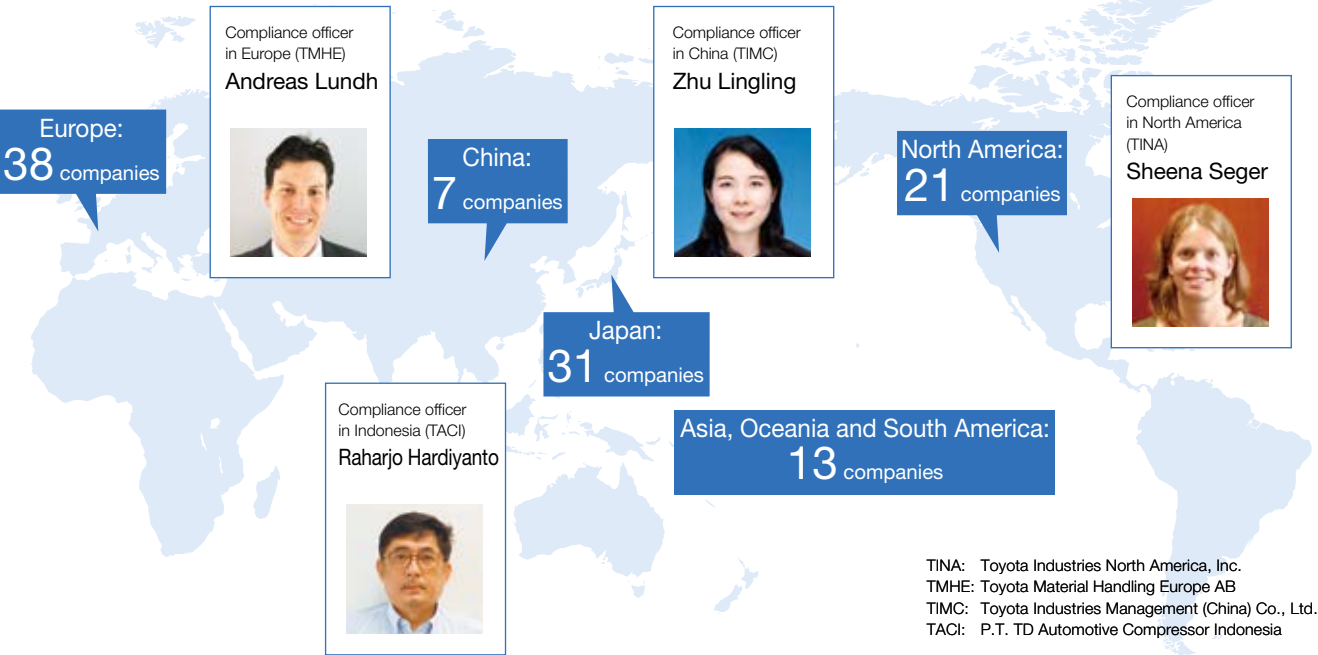 Compliance officer
in Europe (TMHE)
Andreas Lundh
Compliance officer
in China (TIMC)
Zhu Lingling
Compliance officer
in North America
(TINA)
Sheena Seger
Europe:
38 companies
China:
7 companies
North America:
21 companies
Japan:
31 companies
Compliance officer
in Indonesia (TACI)
Raharjo Hardiyanto
Asia, Oceania and South America:
13 companies
TINA: Toyota Industries North America, Inc.
TMHE: Toyota Material Handling Europe AB
TIMC: Toyota Industries Management (China) Co., Ltd.
TACI: P.T. TD Automotive Compressor Indonesia